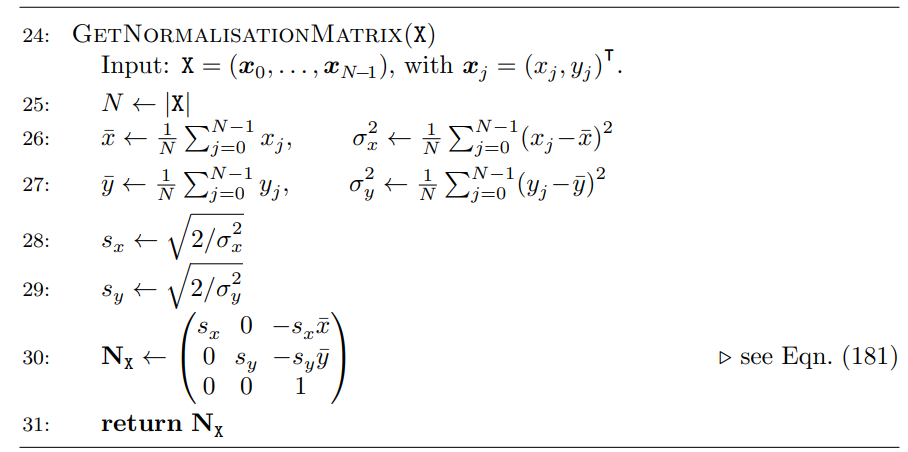 24: GETNORMALISATIONMATRIX(X)
Input: X = (x₀, . . . , x_{N−1}), with x_j = (x_j, y_j)^⊤.
25: N ← |X|
26: x̄ ← 1/N ∑_{j=0}^{N−1} x_j, σ_x² ← 1/N ∑_{j=0}^{N−1} (x_j − x̄)²
27: ȳ ← 1/N ∑_{j=0}^{N−1} y_j, σ_y² ← 1/N ∑_{j=0}^{N−1} (y_j − ȳ)²
28: s_x ← √(2/σ_x²)
29: s_y ← √(2/σ_y²)
30: N_X ← ( s_x 0 −s_x x̄
0 s_y −s_y ȳ
0 0 1 ) ▷ see Eqn. (181)
31: return N_X